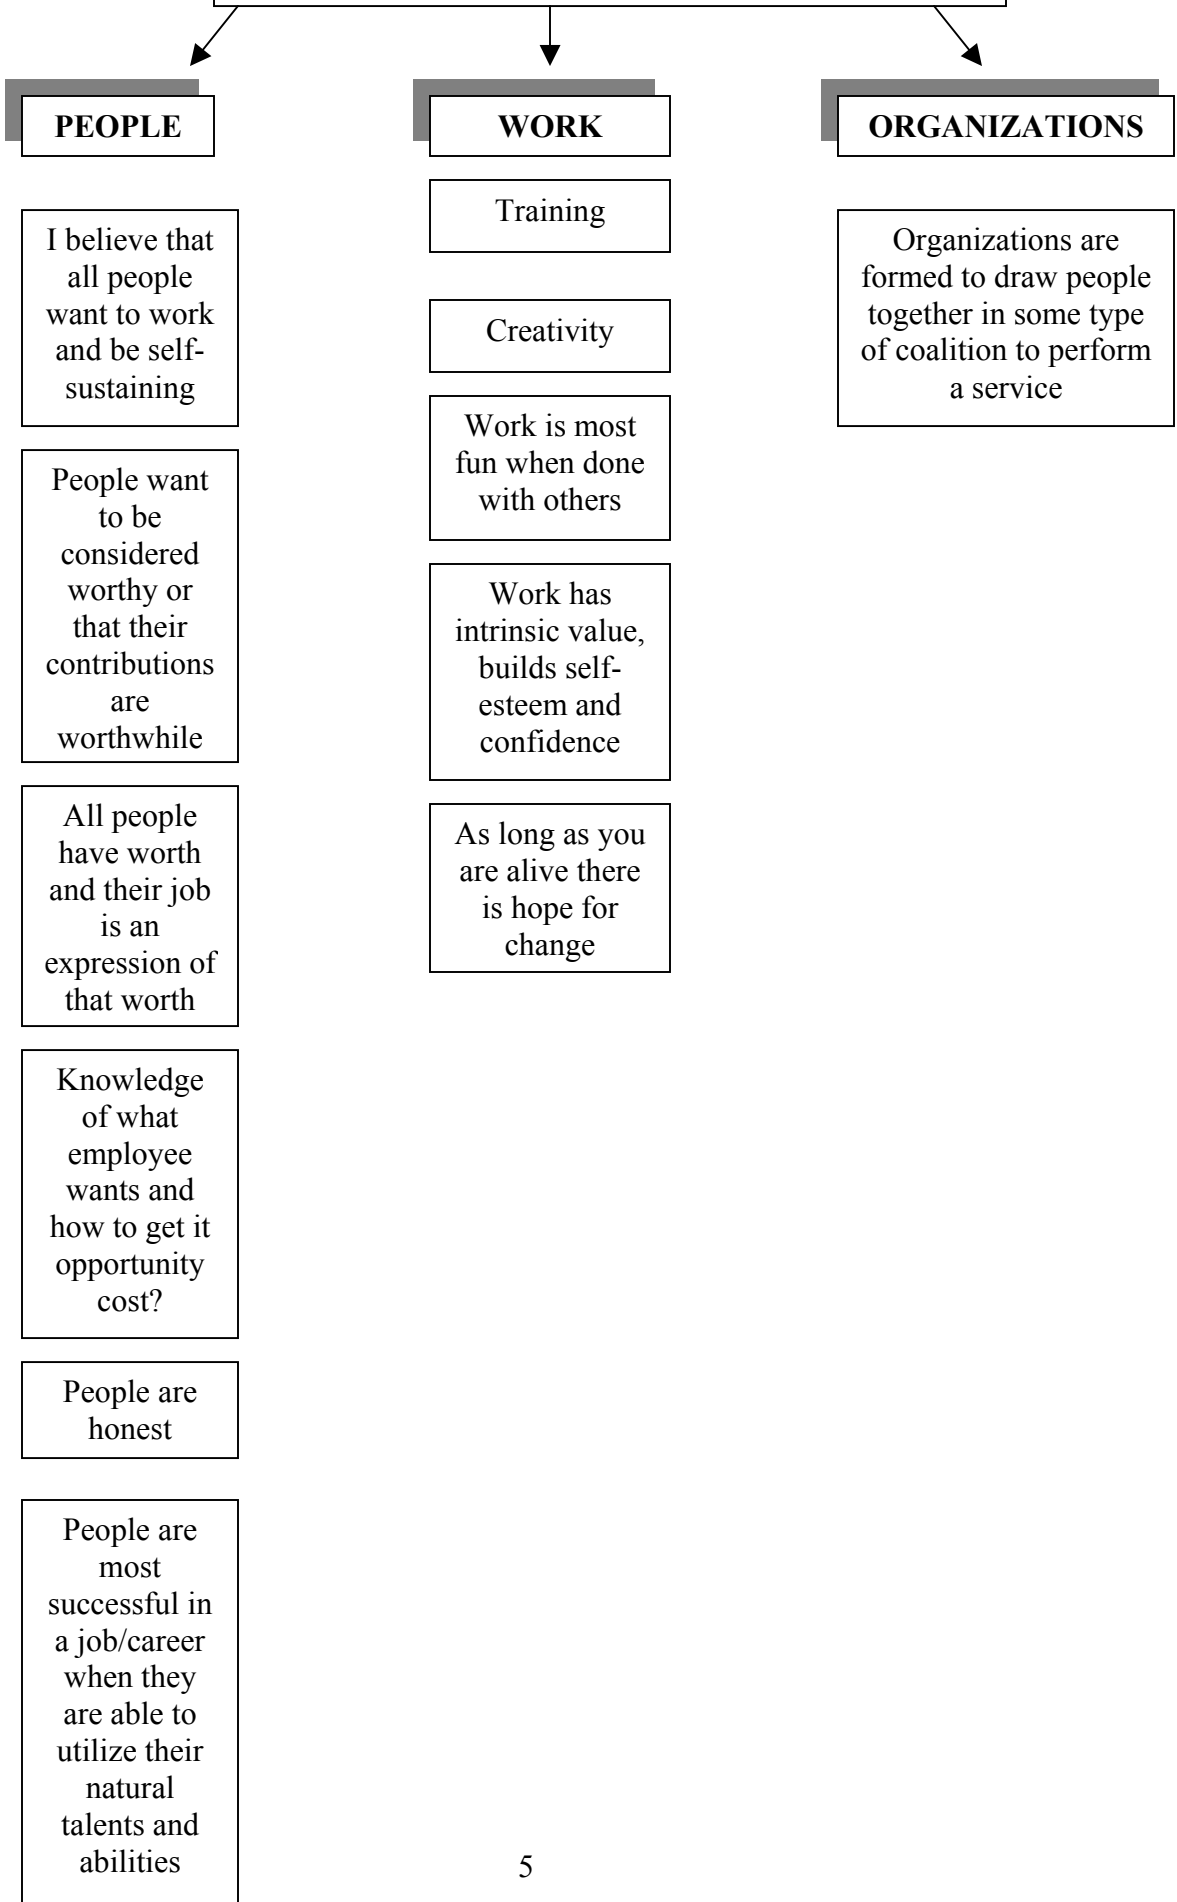 PEOPLE
I believe that
all people
want to work
and be self-
sustaining
People want
to be
considered
worthy or
that their
contributions
are
worthwhile
All people
have worth
and their job
is an
expression of
that worth
Knowledge
of what
employee
wants and
how to get it
opportunity
cost?
People are
honest
People are
most
successful in
a job/career
when they
are able to
utilize their
natural
talents and
abilities
WORK
Training
Creativity
Work is most
fun when done
with others
Work has
intrinsic value,
builds self-
esteem and
confidence
As long as you
are alive there
is hope for
change
ORGANIZATIONS
Organizations are
formed to draw people
together in some type
of coalition to perform
a service
5